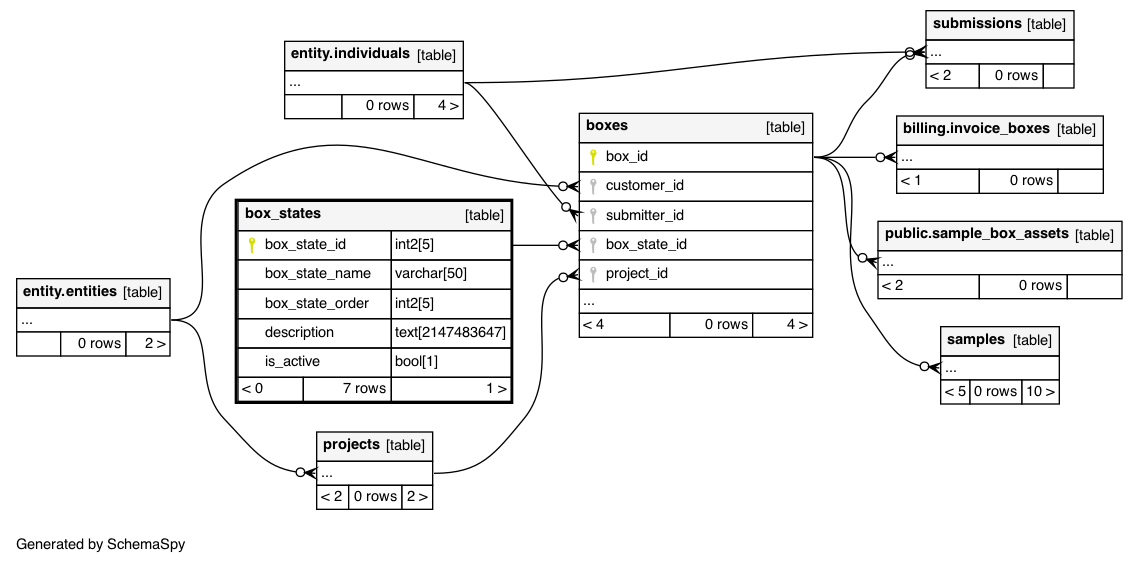 submissions [table]
...
< 2 0 rows
entity.individuals [table]
...
0 rows 4 >
boxes [table]
box_id
customer_id
submitter_id
box_state_id
project_id
...
< 4 0 rows 4 >
billing.invoice_boxes [table]
...
< 1 0 rows
box_states [table]
box_state_id int2[5]
box_state_name varchar[50]
box_state_order int2[5]
description text[2147483647]
is_active bool[1]
< 0 7 rows 1 >
public.sample_box_assets [table]
...
< 2 0 rows
entity.entities [table]
...
0 rows 2 >
samples [table]
...
< 5 0 rows 10 >
projects [table]
...
< 2 0 rows 2 >
Generated by SchemaSpy